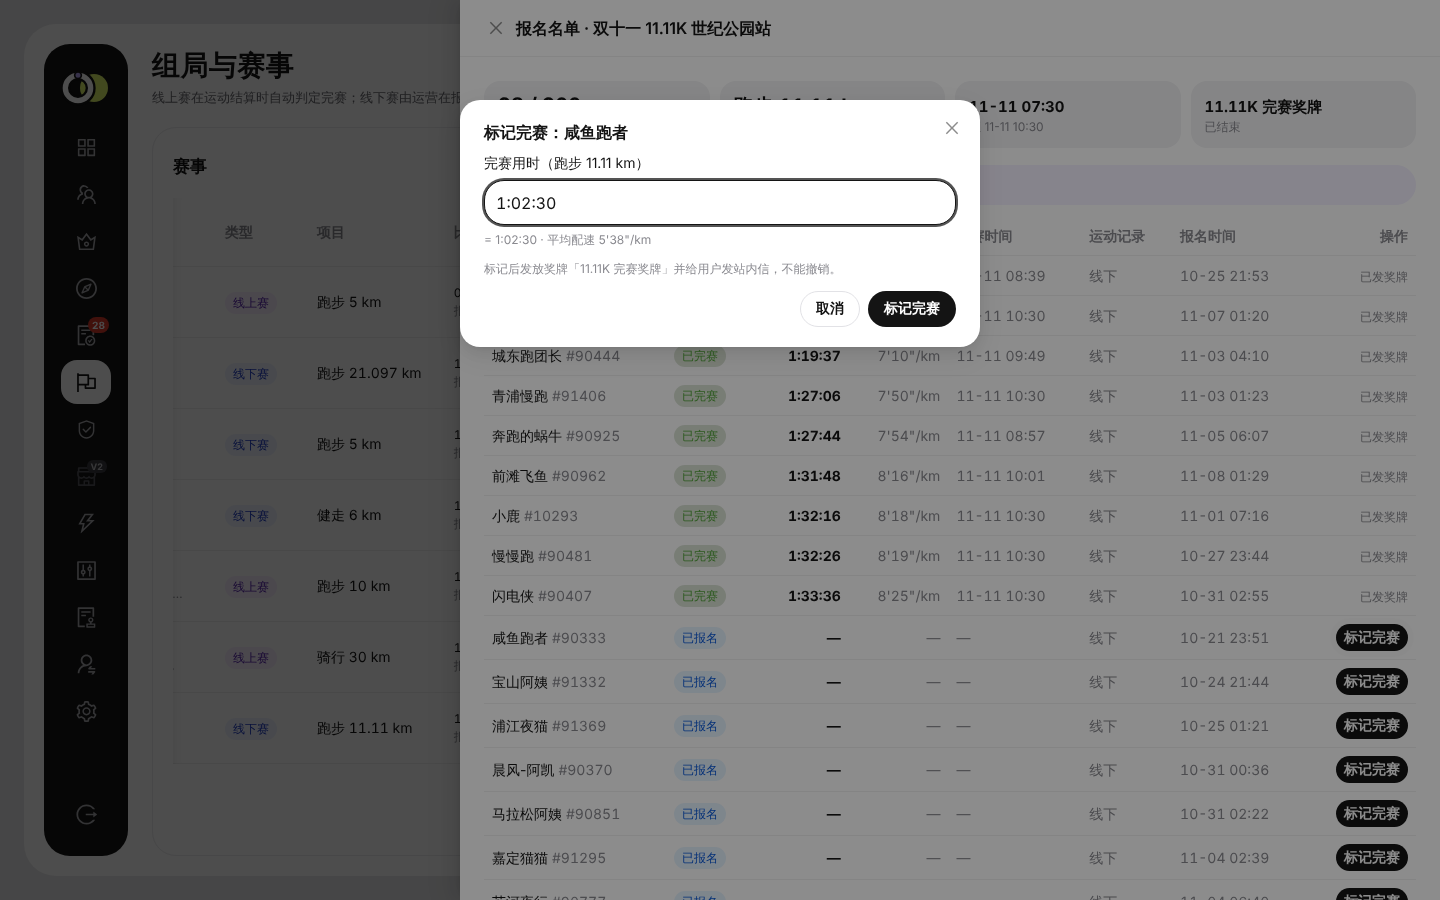 组局与赛事
线上赛在运动结算时自动判定完赛；线下赛由运营在报
28
V2
赛事
类型 项目
线上赛 跑步 5 km
线下赛 跑步 21.097 km
线下赛 跑步 5 km
线下赛 健走 6 km
线上赛 跑步 10 km
线上赛 骑行 30 km
线下赛 跑步 11.11 km
报名名单 · 双十一 11.11K 世纪公园站
11-11 07:30
11-11 10:30
11.11K 完赛奖牌
已结束
标记完赛：咸鱼跑者
完赛用时（跑步 11.11 km）
1:02:30
= 1:02:30 · 平均配速 5'38"/km
标记后发放奖牌「11.11K 完赛奖牌」并给用户发站内信，不能撤销。
取消 标记完赛
时间 运动记录 报名时间 操作
11 08:39 线下 10-25 21:53 已发奖牌
11 10:30 线下 11-07 01:20 已发奖牌
城东跑团长 #90444 已完赛 1:19:37 7'10"/km 11-11 09:49 线下 11-03 04:10 已发奖牌
青浦慢跑 #91406 已完赛 1:27:06 7'50"/km 11-11 10:30 线下 11-03 01:23 已发奖牌
奔跑的蜗牛 #90925 已完赛 1:27:44 7'54"/km 11-11 08:57 线下 11-05 06:07 已发奖牌
前滩飞鱼 #90962 已完赛 1:31:48 8'16"/km 11-11 10:01 线下 11-08 01:29 已发奖牌
小鹿 #10293 已完赛 1:32:16 8'18"/km 11-11 10:30 线下 11-01 07:16 已发奖牌
慢慢跑 #90481 已完赛 1:32:26 8'19"/km 11-11 10:30 线下 10-27 23:44 已发奖牌
闪电侠 #90407 已完赛 1:33:36 8'25"/km 11-11 10:30 线下 10-31 02:55 已发奖牌
咸鱼跑者 #90333 已报名 — — — 线下 10-21 23:51 标记完赛
宝山阿姨 #91332 已报名 — — — 线下 10-24 21:44 标记完赛
浦江夜猫 #91369 已报名 — — — 线下 10-25 01:21 标记完赛
晨风-阿凯 #90370 已报名 — — — 线下 10-31 00:36 标记完赛
马拉松阿姨 #90851 已报名 — — — 线下 10-31 02:22 标记完赛
嘉定猫猫 #91295 已报名 — — — 线下 11-04 02:39 标记完赛